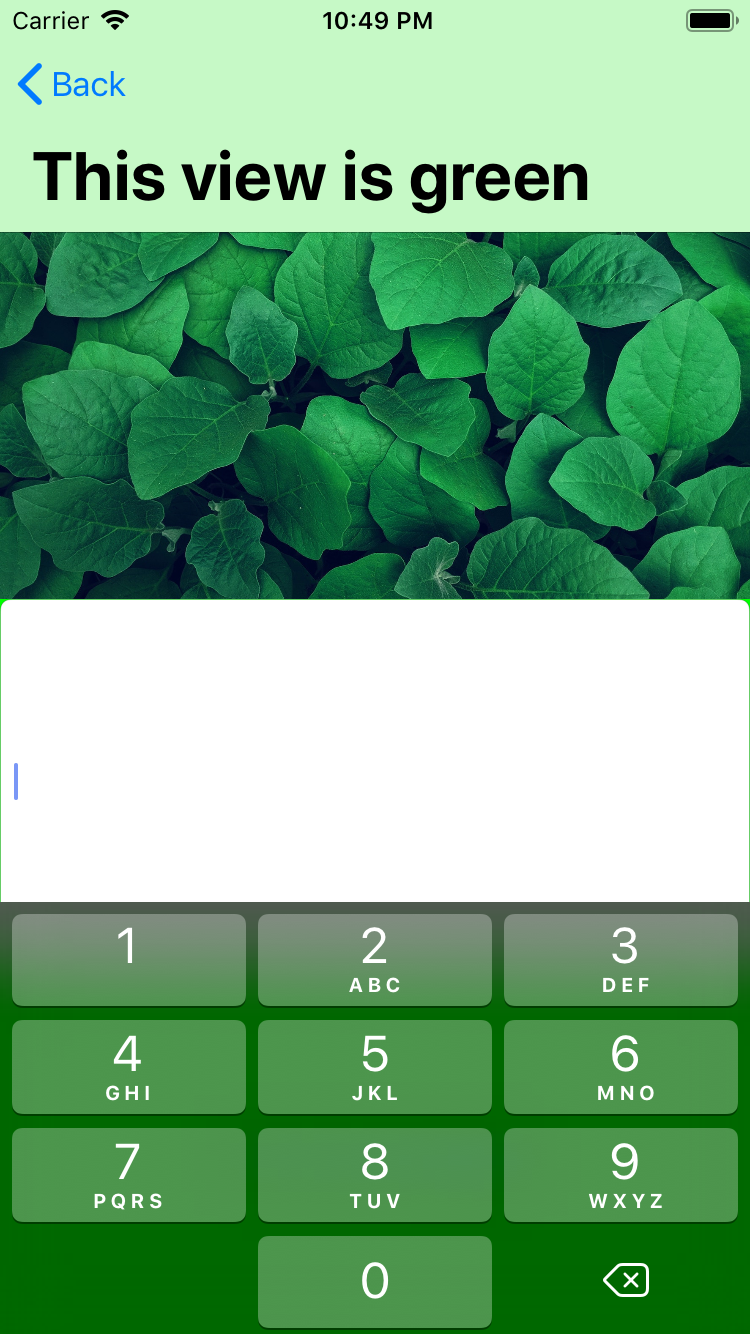 Carrier 10:49 PM
Back
This view is green
1 2 3
ABC DEF
4 5 6
GHI JKL MNO
7 8 9
PQRS TUV WXYZ
0